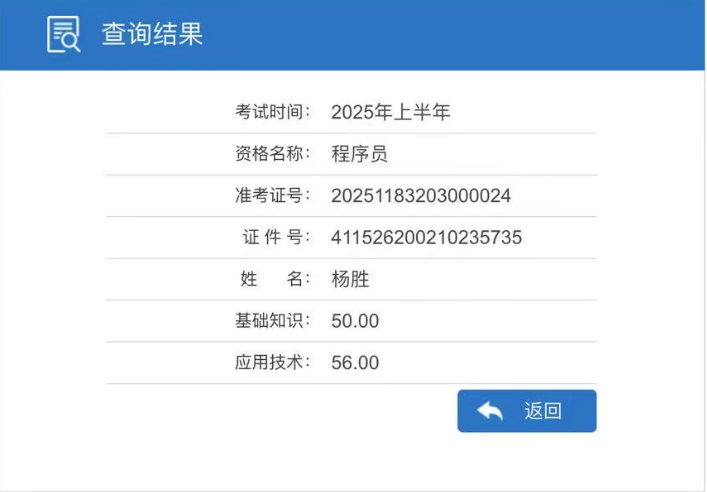 查询结果
考试时间： 2025年上半年
资格名称： 程序员
准考证号： 20251183203000024
证 件 号： 411526200210235735
姓 名： 杨胜
基础知识： 50.00
应用技术： 56.00
返回